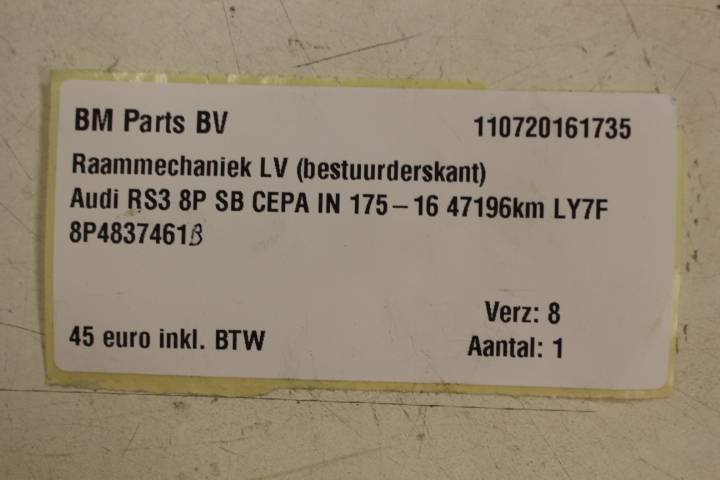 BM Parts BV 110720161735
Raammechaniek LV (bestuurderskant)
Audi RS3 8P SB CEPA IN 175-16 47196km LY7F
8P4837461B
Verz: 8
45 euro inkl. BTW
Aantal: 1